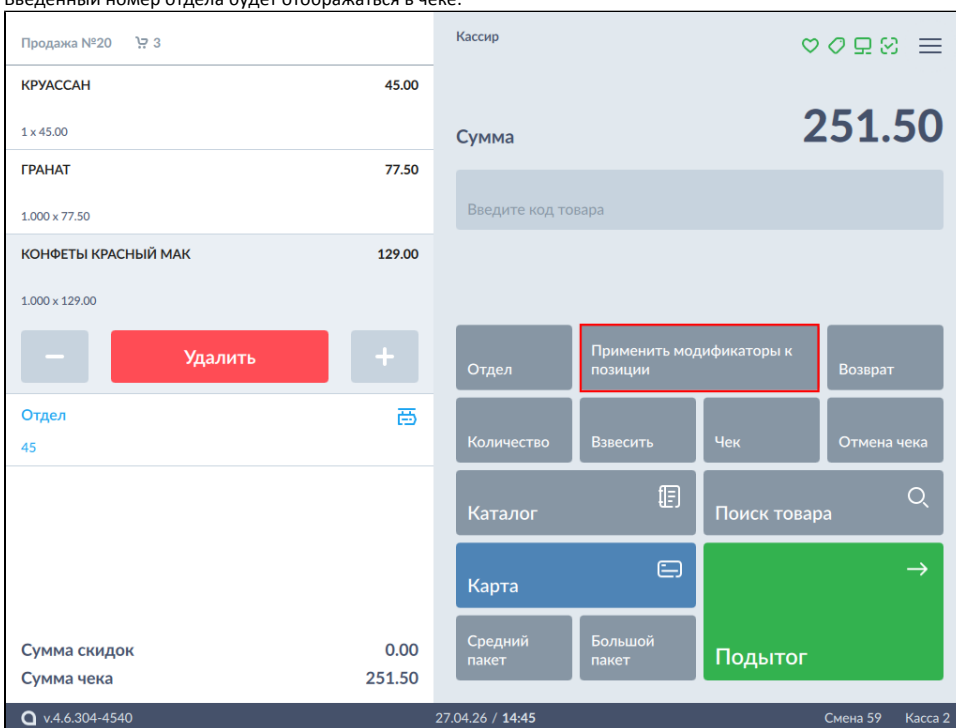 Введенный номер отдела будет отображаться в чеке.
Продажа №20 3
КРУАССАН 45.00
1 x 45.00
ГРАНАТ 77.50
1.000 x 77.50
КОНФЕТЫ КРАСНЫЙ МАК 129.00
1.000 x 129.00
− Удалить +
Отдел
45
Сумма скидок 0.00
Сумма чека 251.50
Кассир
Сумма 251.50
Введите код товара
Отдел
Применить модификаторы к
позиции
Возврат
Количество Взвесить Чек Отмена чека
Каталог Поиск товара
Карта
Средний
пакет
Большой
пакет
Подытог
v.4.6.304-4540 27.04.26 / 14:45 Смена 59 Касса 2